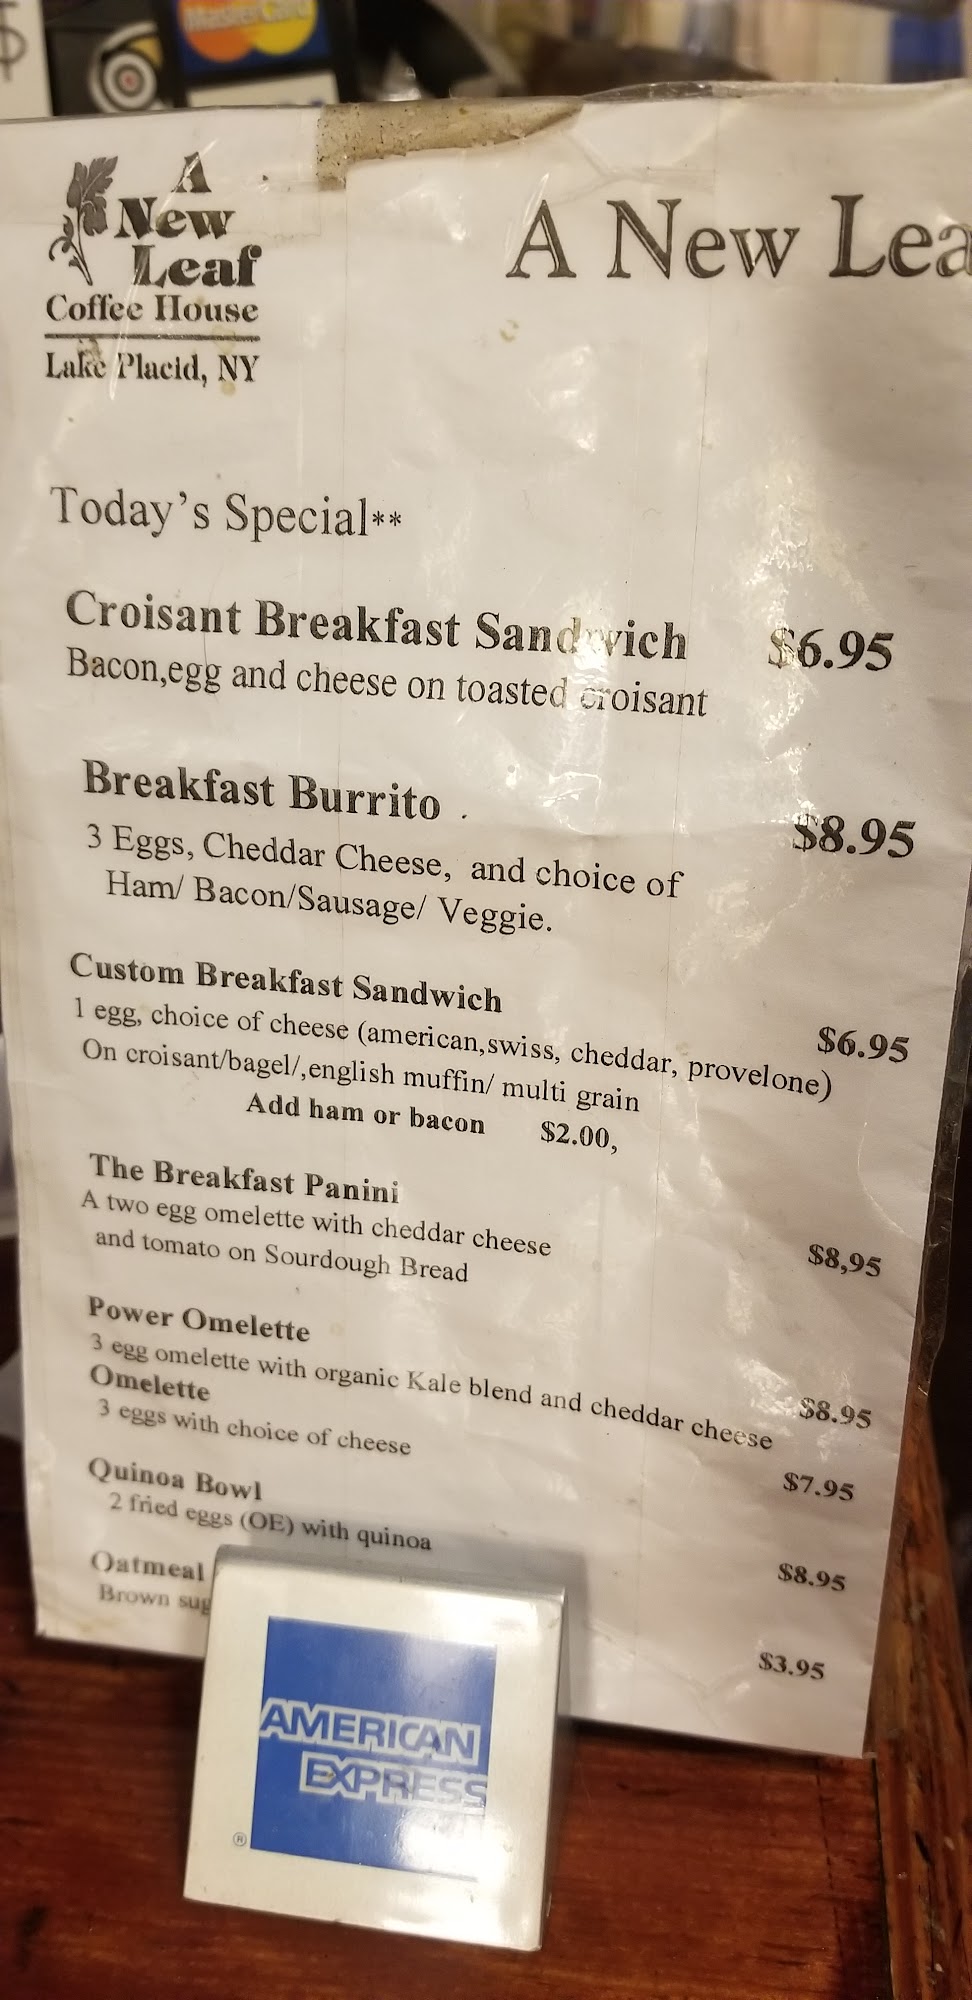 MasterCard
A
New
Leaf
Coffee House
Lake Placid, NY
A New Lea
Today's Special**
Croisant Breakfast Sandwich $6.95
Bacon,egg and cheese on toasted croisant
Breakfast Burrito . $8.95
3 Eggs, Cheddar Cheese, and choice of
Ham/ Bacon/Sausage/ Veggie.
Custom Breakfast Sandwich $6.95
1 egg, choice of cheese (american,swiss, cheddar, provelone)
On croisant/bagel/,english muffin/ multi grain
Add ham or bacon $2.00,
The Breakfast Panini
A two egg omelette with cheddar cheese $8,95
and tomato on Sourdough Bread
Power Omelette
3 egg omelette with organic Kale blend and cheddar cheese $8.95
Omelette
3 eggs with choice of cheese $7.95
Quinoa Bowl
2 fried eggs (OE) with quinoa $8.95
Oatmeal $3.95
Brown sug
AMERICAN
EXPRESS
®